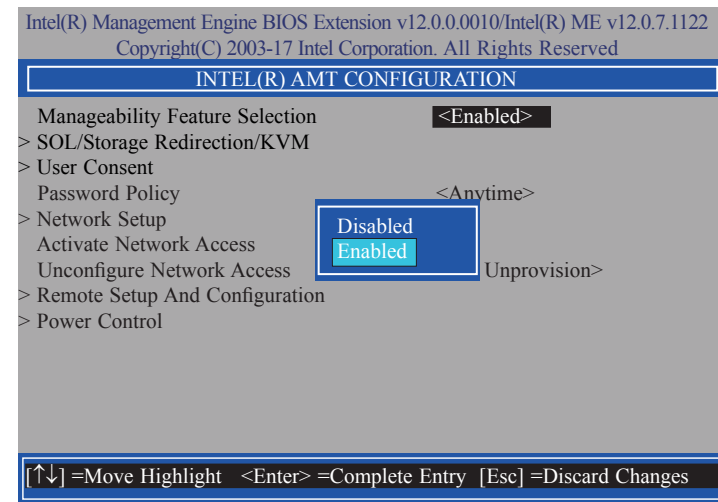 Intel(R) Management Engine BIOS Extension v12.0.0.0010/Intel(R) ME v12.0.7.1122
Copyright(C) 2003-17 Intel Corporation. All Rights Reserved
INTEL(R) AMT CONFIGURATION
Manageability Feature Selection <Enabled>
> SOL/Storage Redirection/KVM
> User Consent
Password Policy <Anytime>
> Network Setup
Disabled
Activate Network Access
Enabled
Unconfigure Network Access Unprovision>
> Remote Setup And Configuration
> Power Control
[↑↓] =Move Highlight <Enter> =Complete Entry [Esc] =Discard Changes